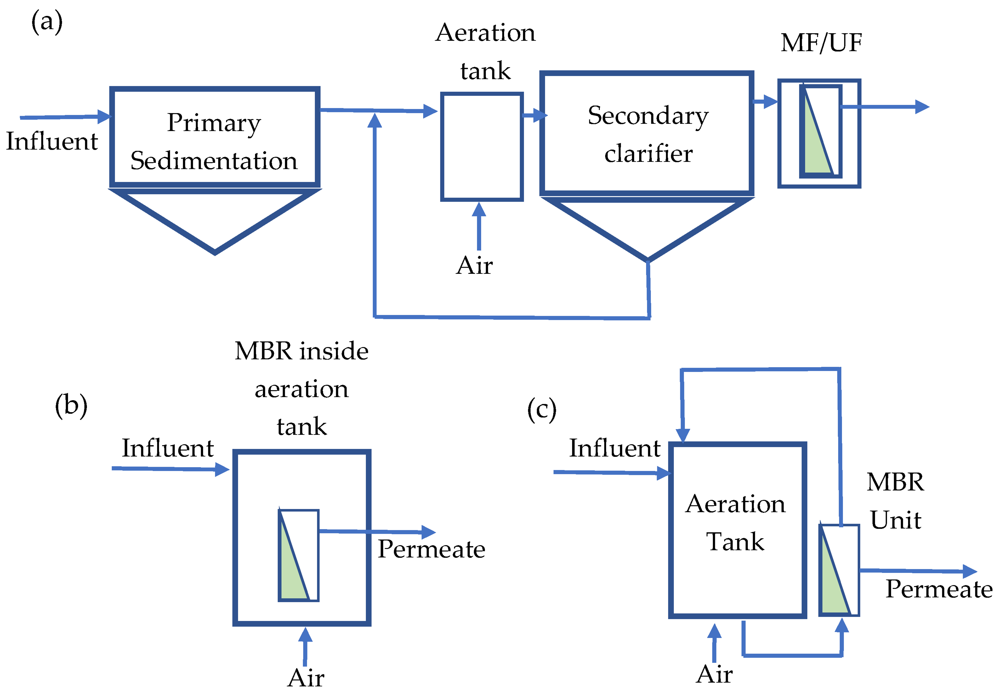 (a)
Aeration
tank
MF/UF
Influent
Primary
Sedimentation
Secondary
clarifier
Air
(b)
MBR inside
aeration
tank
Influent
Permeate
Air
(c)
Influent
Aeration
Tank
MBR
Unit
Permeate
Air